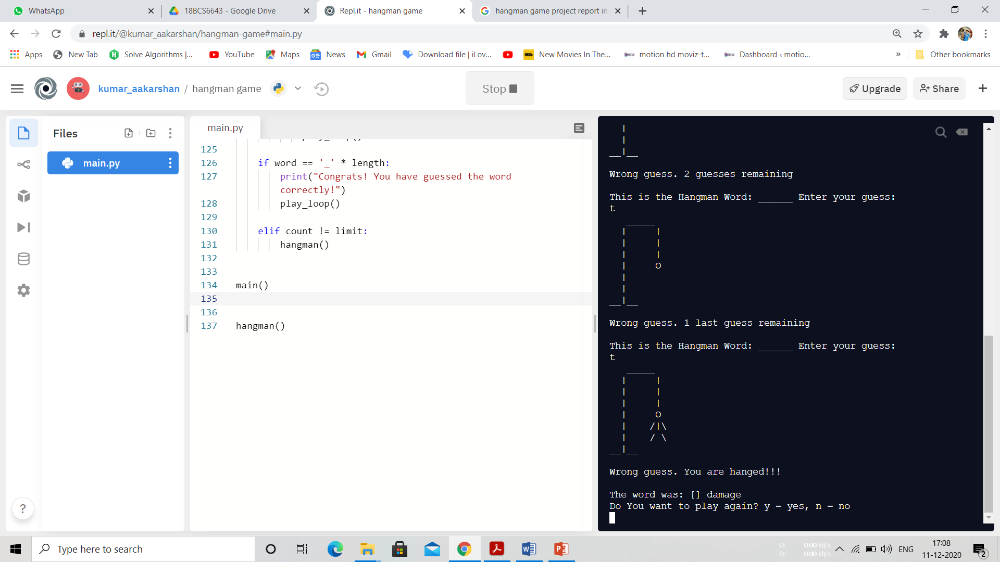 WhatsApp
18BCS6643 - Google Drive
Repl.it - hangman game
hangman game project report in
repl.it/@kumar_aakarshan/hangman-game#main.py
Apps
New Tab
Solve Algorithms |...
YouTube
Maps
News
Gmail
Download file | iLov...
New Movies In The...
motion hd moviz-t...
Dashboard ‹ motio...
»
Other bookmarks
kumar_aakarshan / hangman game
Stop
Upgrade
Share
Files
main.py
main.py
125
126 if word == '_' * length:
127 print("Congrats! You have guessed the word
correctly!")
128 play_loop()
129
130 elif count != limit:
131 hangman()
132
133
134 main()
135
136
137 hangman()
|
|
__|__
Wrong guess. 2 guesses remaining
This is the Hangman Word: ______ Enter your guess:
t
_____
|     |
|     |
|     |
|     O
|
|
__|__
Wrong guess. 1 last guess remaining
This is the Hangman Word: ______ Enter your guess:
t
_____
|     |
|     |
|     |
|     O
|    /|\
|    / \
__|__
Wrong guess. You are hanged!!!
The word was: [] damage
Do You want to play again? y = yes, n = no
?
Type here to search
U: 0.00 kB/s
D: 0.00 kB/s
ENG
17:08
11-12-2020
2